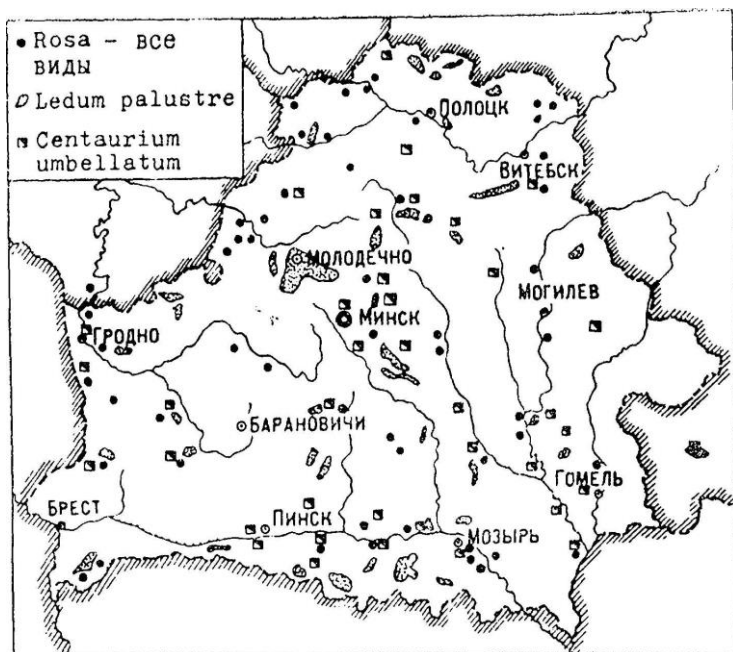 Rosa – все
виды
Ledum palustre
Centaurium
umbellatum
ПОЛОЦК
ВИТЕБСК
МОЛОДЕЧНО
МОГИЛЕВ
МИНСК
ГРОДНО
БАРАНОВИЧИ
ГОМЕЛЬ
БРЕСТ
ПИНСК
МОЗЫРЬ